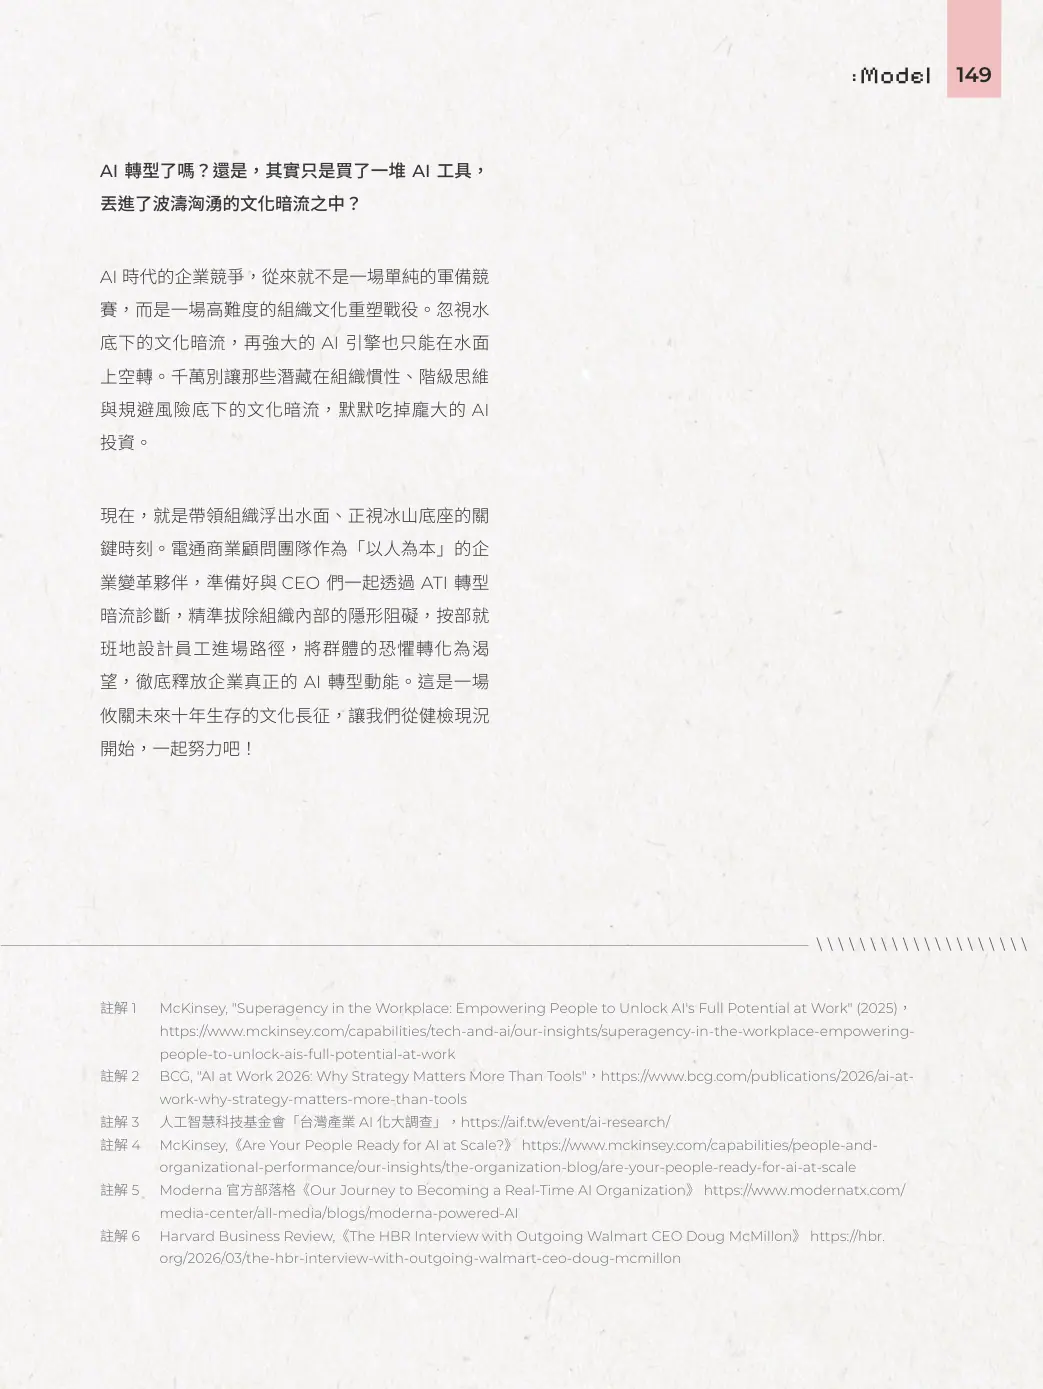 :Model 149
AI 轉型了嗎？還是，其實只是買了一堆 AI 工具，
丟進了波濤洶湧的文化暗流之中？
AI 時代的企業競爭，從來就不是一場單純的軍備競
賽，而是一場高難度的組織文化重塑戰役。忽視水
底下的文化暗流，再強大的 AI 引擎也只能在水面
上空轉。千萬別讓那些潛藏在組織慣性、階級思維
與規避風險底下的文化暗流，默默吃掉龐大的 AI
投資。
現在，就是帶領組織浮出水面、正視冰山底座的關
鍵時刻。電通商業顧問團隊作為「以人為本」的企
業變革夥伴，準備好與 CEO 們一起透過 ATI 轉型
暗流診斷，精準拔除組織內部的隱形阻礙，按部就
班地設計員工進場路徑，將群體的恐懼轉化為渴
望，徹底釋放企業真正的 AI 轉型動能。這是一場
攸關未來十年生存的文化長征，讓我們從健檢現況
開始，一起努力吧！
註解 1 McKinsey, "Superagency in the Workplace: Empowering People to Unlock AI's Full Potential at Work" (2025)，
https://www.mckinsey.com/capabilities/tech-and-ai/our-insights/superagency-in-the-workplace-empowering-
people-to-unlock-ais-full-potential-at-work
註解 2 BCG, "AI at Work 2026: Why Strategy Matters More Than Tools"，https://www.bcg.com/publications/2026/ai-at-
work-why-strategy-matters-more-than-tools
註解 3 人工智慧科技基金會「台灣產業 AI 化大調查」，https://aif.tw/event/ai-research/
註解 4 McKinsey,《Are Your People Ready for AI at Scale?》 https://www.mckinsey.com/capabilities/people-and-
organizational-performance/our-insights/the-organization-blog/are-your-people-ready-for-ai-at-scale
註解 5 Moderna 官方部落格《Our Journey to Becoming a Real-Time AI Organization》 https://www.modernatx.com/
media-center/all-media/blogs/moderna-powered-AI
註解 6 Harvard Business Review,《The HBR Interview with Outgoing Walmart CEO Doug McMillon》 https://hbr.
org/2026/03/the-hbr-interview-with-outgoing-walmart-ceo-doug-mcmillon